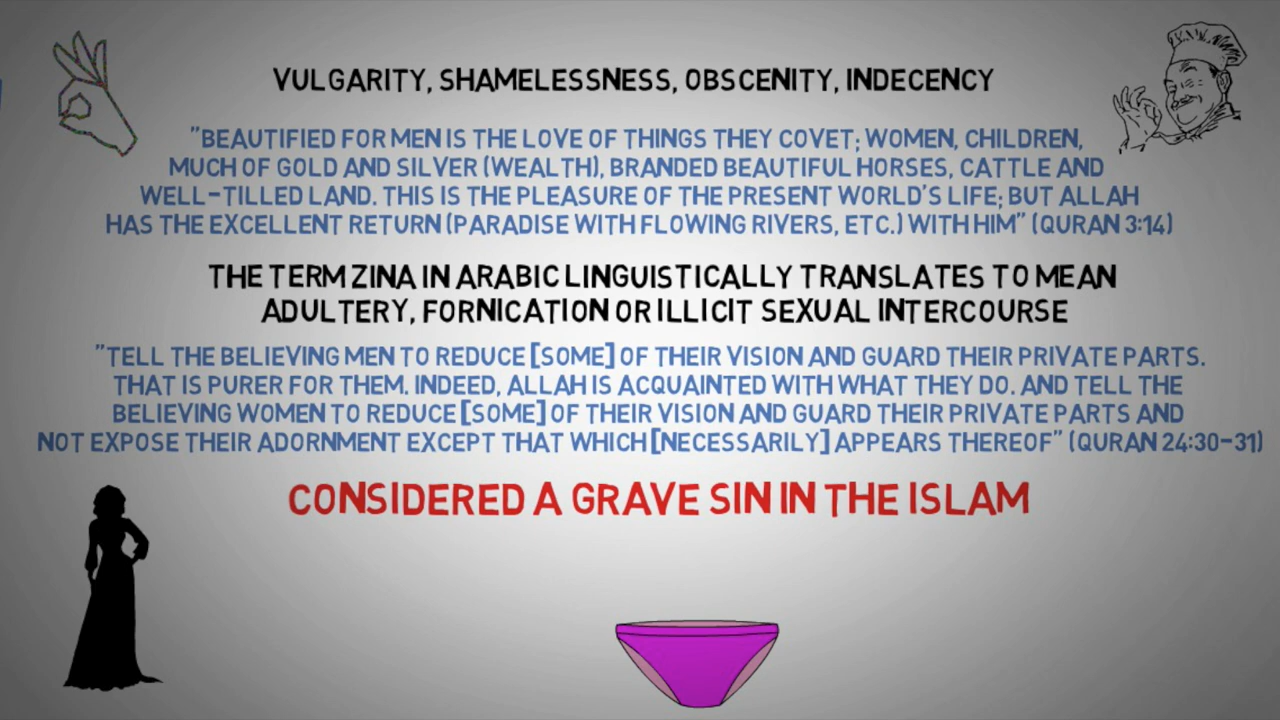 VULGARITY, SHAMELESSNESS, OBSCENITY, INDECENCY
"BEAUTIFIED FOR MEN IS THE LOVE OF THINGS THEY COVET; WOMEN, CHILDREN,
MUCH OF GOLD AND SILVER (WEALTH), BRANDED BEAUTIFUL HORSES, CATTLE AND
WELL-TILLED LAND. THIS IS THE PLEASURE OF THE PRESENT WORLD'S LIFE; BUT ALLAH
HAS THE EXCELLENT RETURN (PARADISE WITH FLOWING RIVERS, ETC.) WITH HIM" (QURAN 3:14)
THE TERM ZINA IN ARABIC LINGUISTICALLY TRANSLATES TO MEAN
ADULTERY, FORNICATION OR ILLICIT SEXUAL INTERCOURSE
"TELL THE BELIEVING MEN TO REDUCE [SOME] OF THEIR VISION AND GUARD THEIR PRIVATE PARTS.
THAT IS PURER FOR THEM. INDEED, ALLAH IS ACQUAINTED WITH WHAT THEY DO. AND TELL THE
BELIEVING WOMEN TO REDUCE [SOME] OF THEIR VISION AND GUARD THEIR PRIVATE PARTS AND
NOT EXPOSE THEIR ADORNMENT EXCEPT THAT WHICH [NECESSARILY] APPEARS THEREOF" (QURAN 24:30-31)
CONSIDERED A GRAVE SIN IN THE ISLAM